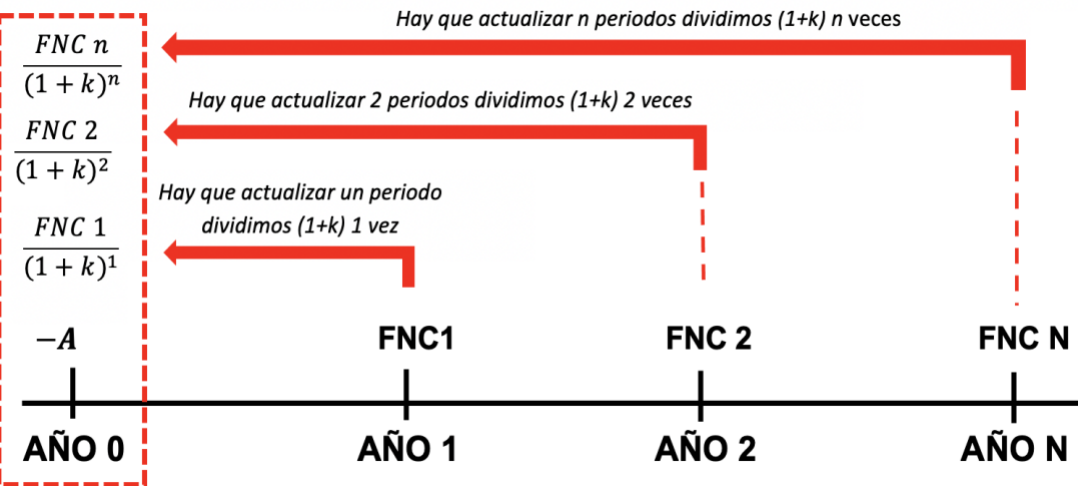 Hay que actualizar n periodos dividimos (1+k) n veces
FNC n
(1 + k)ⁿ
Hay que actualizar 2 periodos dividimos (1+k) 2 veces
FNC 2
(1 + k)²
Hay que actualizar un periodo
dividimos (1+k) 1 vez
FNC 1
(1 + k)¹
−A FNC1 FNC 2 FNC N
AÑO 0 AÑO 1 AÑO 2 AÑO N